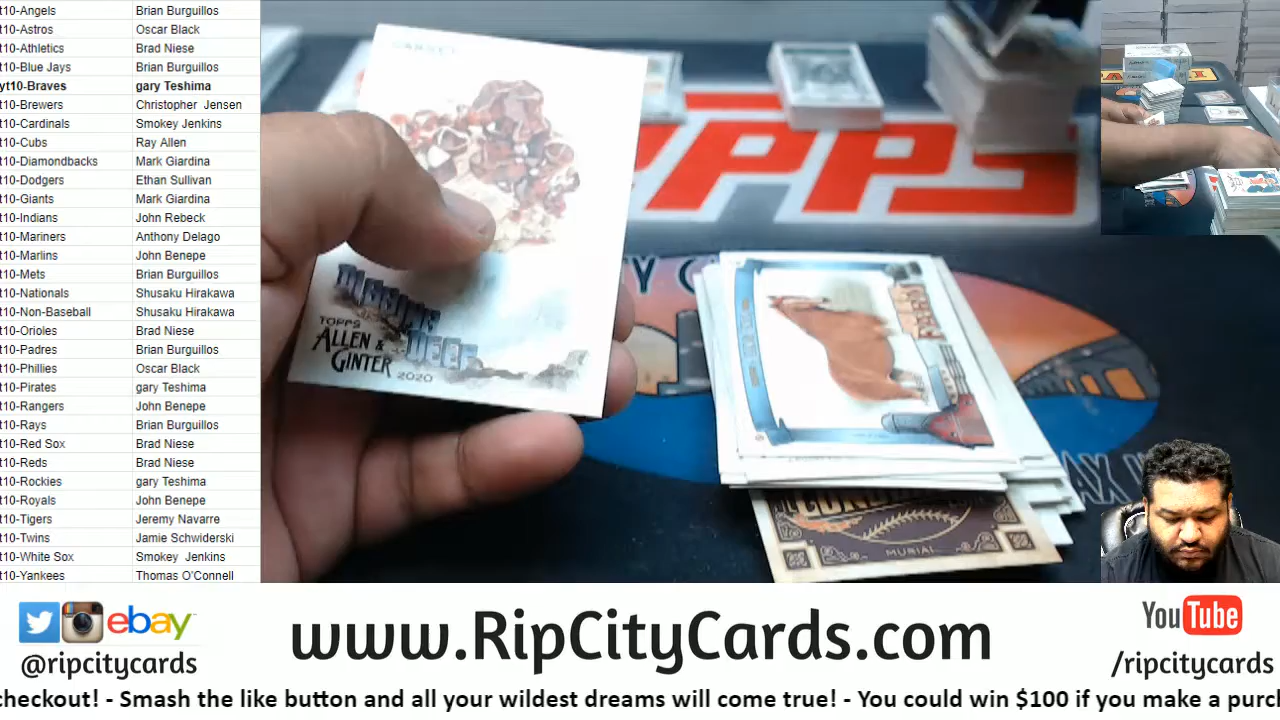 t10-Angels Brian Burguillos
t10-Astros Oscar Black
t10-Athletics Brad Niese
t10-Blue Jays Brian Burguillos
yt10-Braves gary Teshima
t10-Brewers Christopher Jensen
t10-Cardinals Smokey Jenkins
t10-Cubs Ray Allen
t10-Diamondbacks Mark Giardina
t10-Dodgers Ethan Sullivan
t10-Giants Mark Giardina
t10-Indians John Rebeck
t10-Mariners Anthony Delago
t10-Marlins John Benepe
t10-Mets Brian Burguillos
t10-Nationals Shusaku Hirakawa
t10-Non-Baseball Shusaku Hirakawa
t10-Orioles Brad Niese
t10-Padres Brian Burguillos
t10-Phillies Oscar Black
t10-Pirates gary Teshima
t10-Rangers John Benepe
t10-Rays Brian Burguillos
t10-Red Sox Brad Niese
t10-Reds Brad Niese
t10-Rockies gary Teshima
t10-Royals John Benepe
t10-Tigers Jeremy Navarre
t10-Twins Jamie Schwiderski
t10-White Sox Smokey Jenkins
t10-Yankees Thomas O'Connell
GARNET
DIGGING
DEEP
TOPPS
ALLEN &
GINTER 2020
PPS
Y C
AX
MUSIAL
ebay
@ripcitycards
www.RipCityCards.com
YouTube
/ripcitycards
checkout! - Smash the like button and all your wildest dreams will come true! - You could win $100 if you make a purch